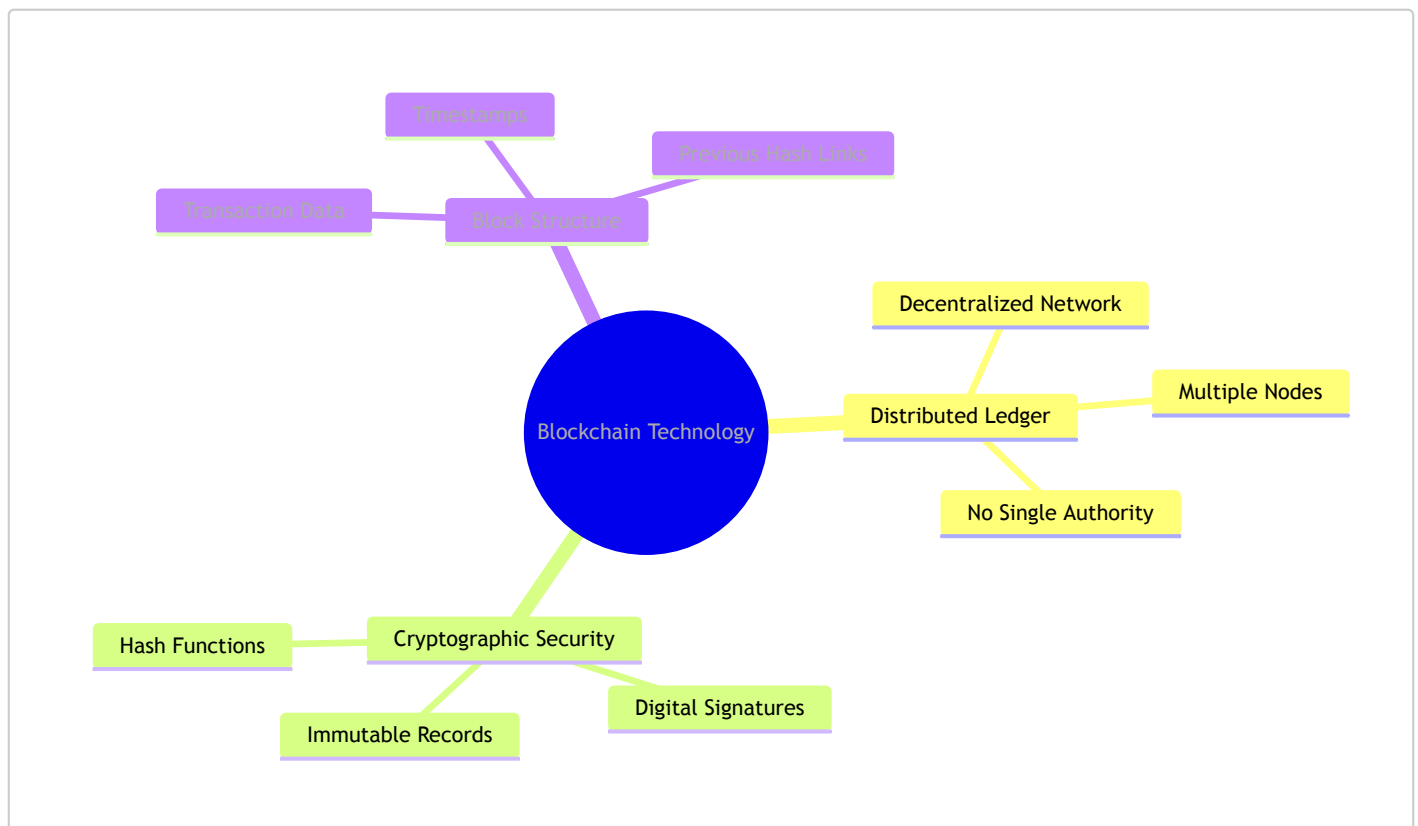 Timestamps
Previous Hash Links
Transaction Data
Block Structure
Decentralized Network
Multiple Nodes
Distributed Ledger
Blockchain Technology
No Single Authority
Cryptographic Security
Hash Functions
Digital Signatures
Immutable Records